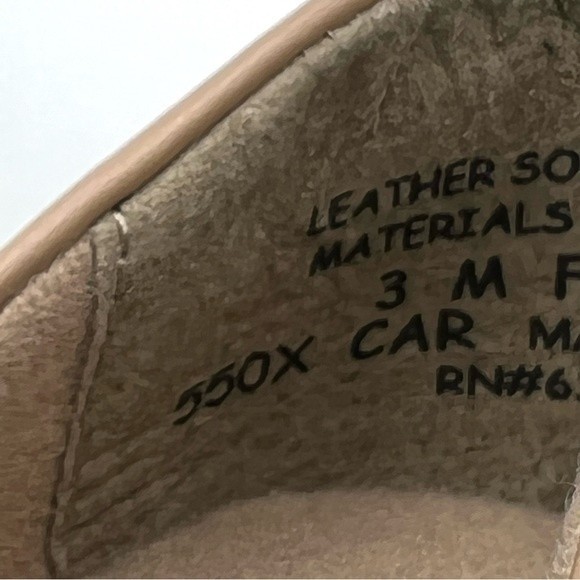 LEATHER SO
MATERIALS
3 M F
550X CAR MA
RN#6